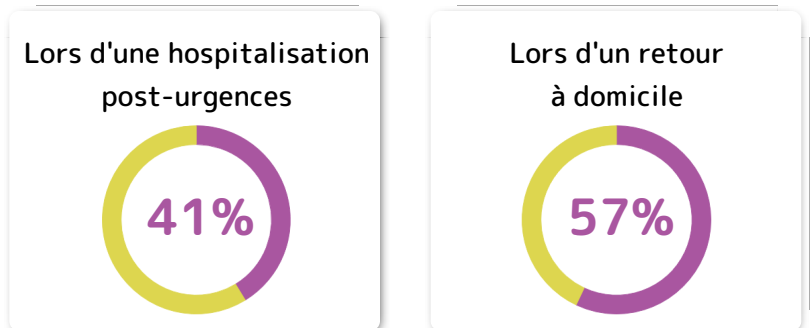 Lors d'une hospitalisation
post-urgences
41%
Lors d'un retour
à domicile
57%